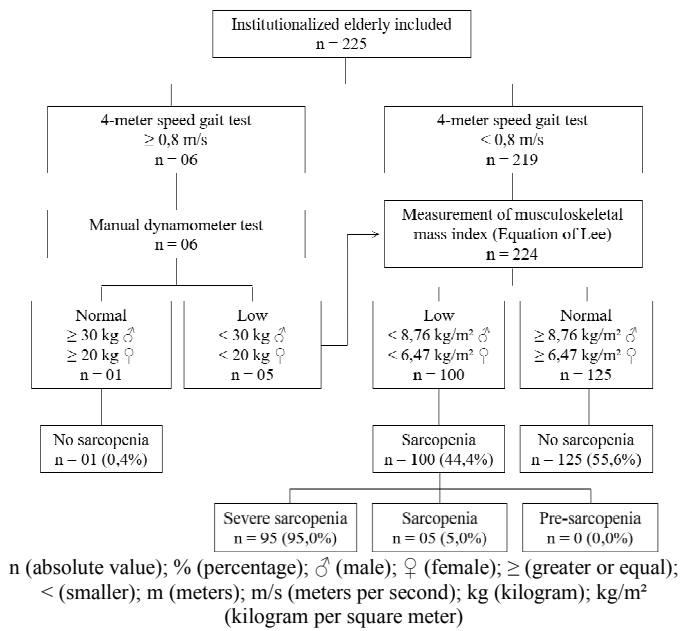 Institutionalized elderly included
n = 225
4-meter speed gait test
≥ 0,8 m/s
n = 06
4-meter speed gait test
< 0,8 m/s
n = 219
Manual dynamometer test
n = 06
Measurement of musculoskeletal
mass index (Equation of Lee)
n = 224
Normal
≥ 30 kg ♂
≥ 20 kg ♀
n = 01
Low
< 30 kg ♂
< 20 kg ♀
n = 05
Low
< 8,76 kg/m² ♂
< 6,47 kg/m² ♀
n = 100
Normal
≥ 8,76 kg/m² ♂
≥ 6,47 kg/m² ♀
n = 125
No sarcopenia
n = 01 (0,4%)
Sarcopenia
n = 100 (44,4%)
No sarcopenia
n = 125 (55,6%)
Severe sarcopenia
n = 95 (95,0%)
Sarcopenia
n = 05 (5,0%)
Pre-sarcopenia
n = 0 (0,0%)
n (absolute value); % (percentage); ♂ (male); ♀ (female); ≥ (greater or equal);
< (smaller); m (meters); m/s (meters per second); kg (kilogram); kg/m²
(kilogram per square meter)